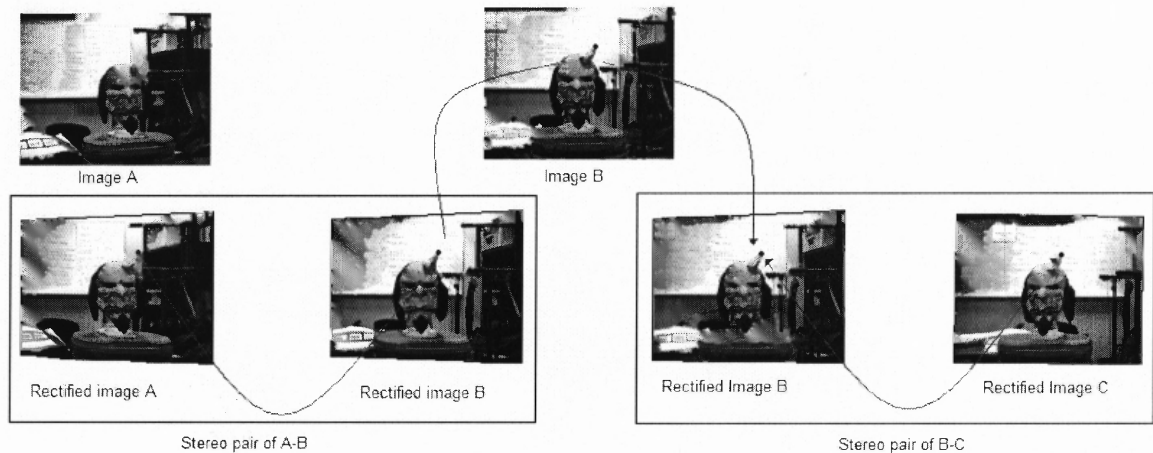 Image A
Image B
Rectified image A
Rectified image B
Rectified Image B
Rectified Image C
Stereo pair of A-B
Stereo pair of B-C